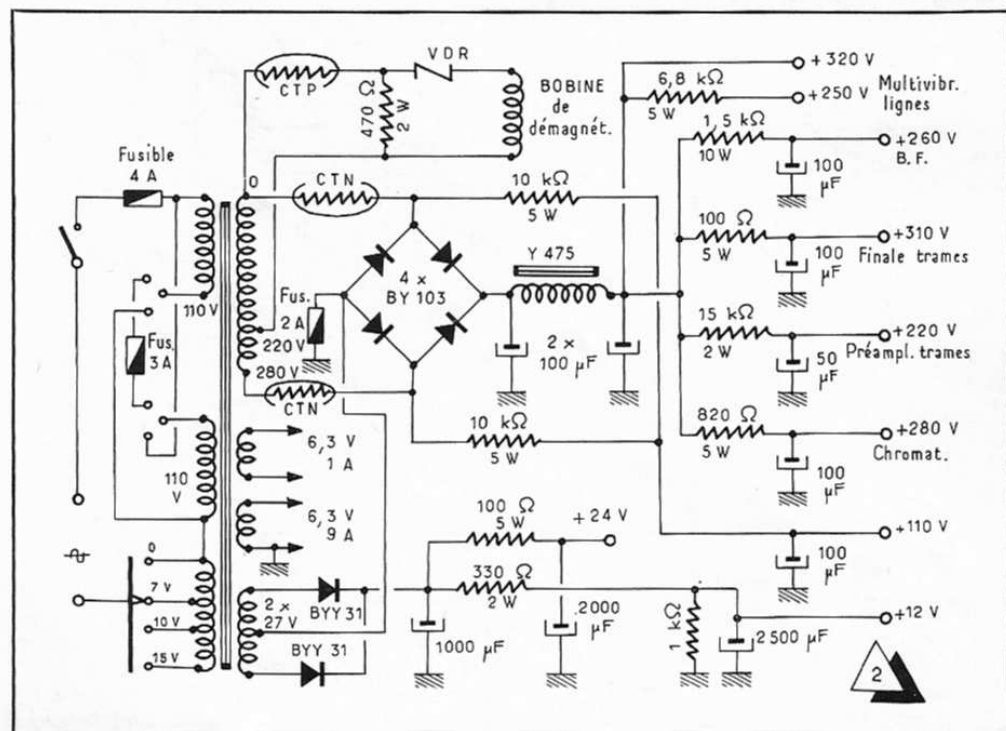 VDR
CTP
470 Ω
2 W
BOBINE
de
démagnét.
+320 V
6,8 kΩ
5 W
+250 V
Multivibr.
lignes
1,5 kΩ
10 W
+260 V
B. F.
100
µF
Fusible
4 A
0
CTN
10 kΩ
5 W
100 Ω
5 W
+310 V
Finale trames
100
µF
4 ×
BY 103
Y 475
110 V
Fus.
2 A
220 V
Fus.
3 A
2 ×
100 µF
15 kΩ
2 W
+220 V
Préampl. trames
50
µF
280 V
CTN
820 Ω
5 W
+280 V
Chromat.
100
µF
10 kΩ
5 W
6,3 V
1 A
110
V
6,3 V
9 A
100 Ω
5 W
+24 V
+110 V
100
µF
0
7 V
10 V
15 V
BYY 31
2 ×
27 V
BYY 31
330 Ω
2 W
1000 µF
2000
µF
1 kΩ
2500 µF
+12 V
2